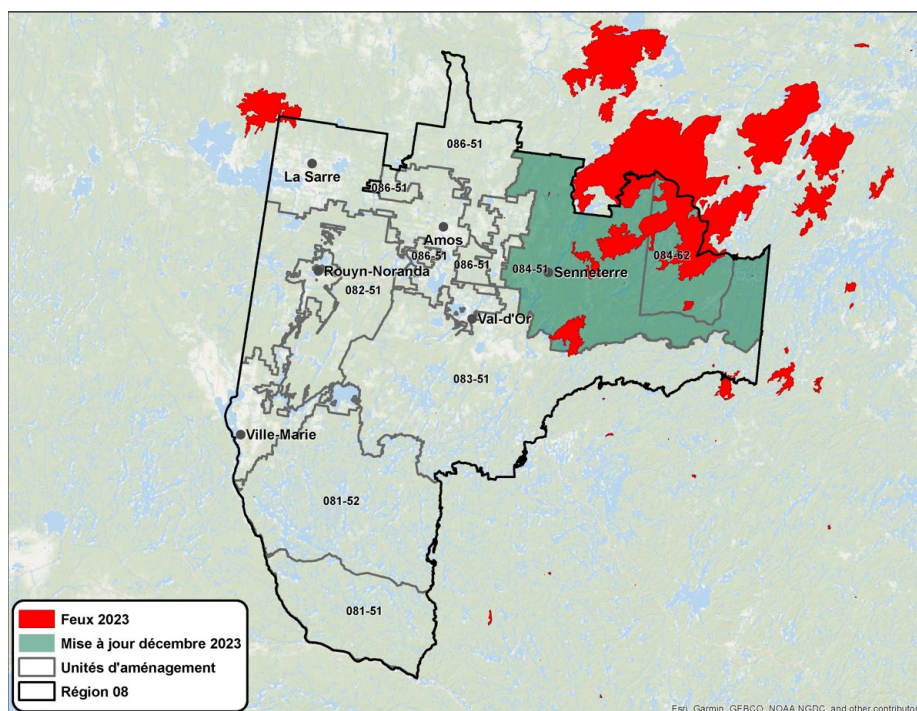 086-51
La Sarre
086-51
Amos
086-51
086-51
Rouyn-Noranda
082-51
084-51
Senneterre
084-62
Val-d'Or
083-51
Ville-Marie
081-52
081-51
Feux 2023
Mise à jour décembre 2023
Unités d'aménagement
Région 08
Esri, Garmin, GEBCO, NOAA NGDC, and other contributor